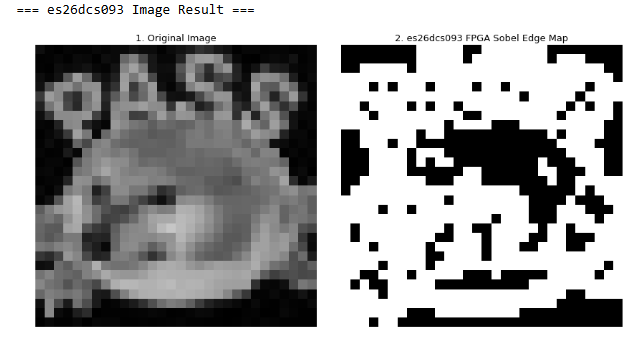 === es26dcs093 Image Result ===
1. Original Image
2. es26dcs093 FPGA Sobel Edge Map